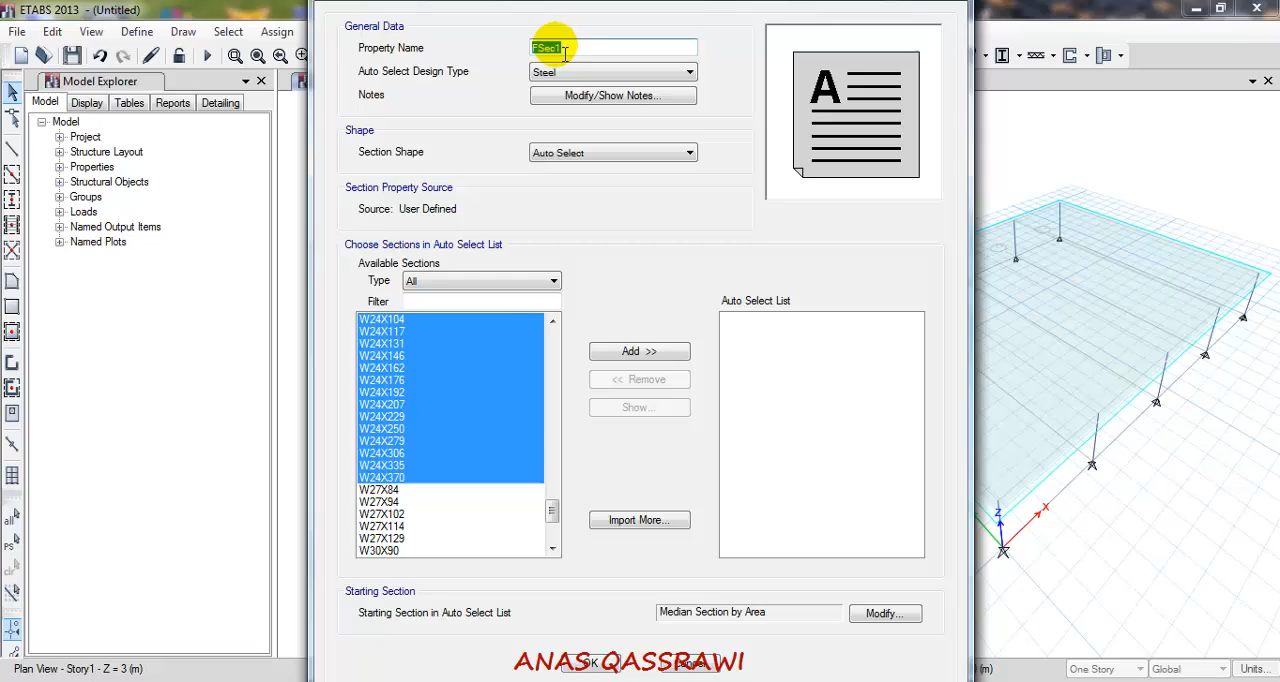 ETABS 2013 - (Untitled)
File Edit View Define Draw Select Assign
Model Explorer
Model Display Tables Reports Detailing
Model
Project
Structure Layout
Properties
Structural Objects
Groups
Loads
Named Output Items
Named Plots
all
PS
clr
General Data
Property Name FSec1
Auto Select Design Type Steel
Notes Modify/Show Notes...
A
Shape
Section Shape Auto Select
Section Property Source
Source: User Defined
Choose Sections in Auto Select List
Available Sections
Type All
Filter
Auto Select List
W24X104
W24X117
W24X131
W24X146
W24X162
W24X176
W24X192
W24X207
W24X229
W24X250
W24X279
W24X306
W24X335
W24X370
W27X84
W27X94
W27X102
W27X114
W27X129
W30X90
Add >>
<< Remove
Show...
Import More...
Starting Section
Starting Section in Auto Select List Median Section by Area Modify...
OK Cancel
ANAS QASSRAWI
Z
X
Plan View - Story1 - Z = 3 (m)
(m) One Story Global Units...